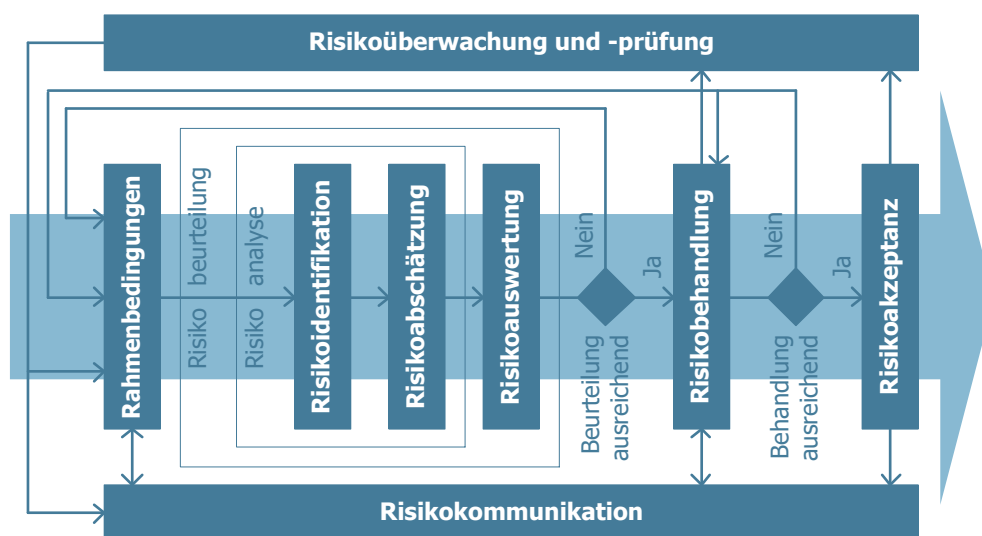 Risikoüberwachung und -prüfung
Rahmenbedingungen
Risiko beurteilung
Risiko analyse
Risikoidentifikation
Risikoabschätzung
Risikoauswertung
Beurteilung
ausreichend
Nein
Ja
Risikobehandlung
Behandlung
ausreichend
Nein
Ja
Risikoakzeptanz
Risikokommunikation